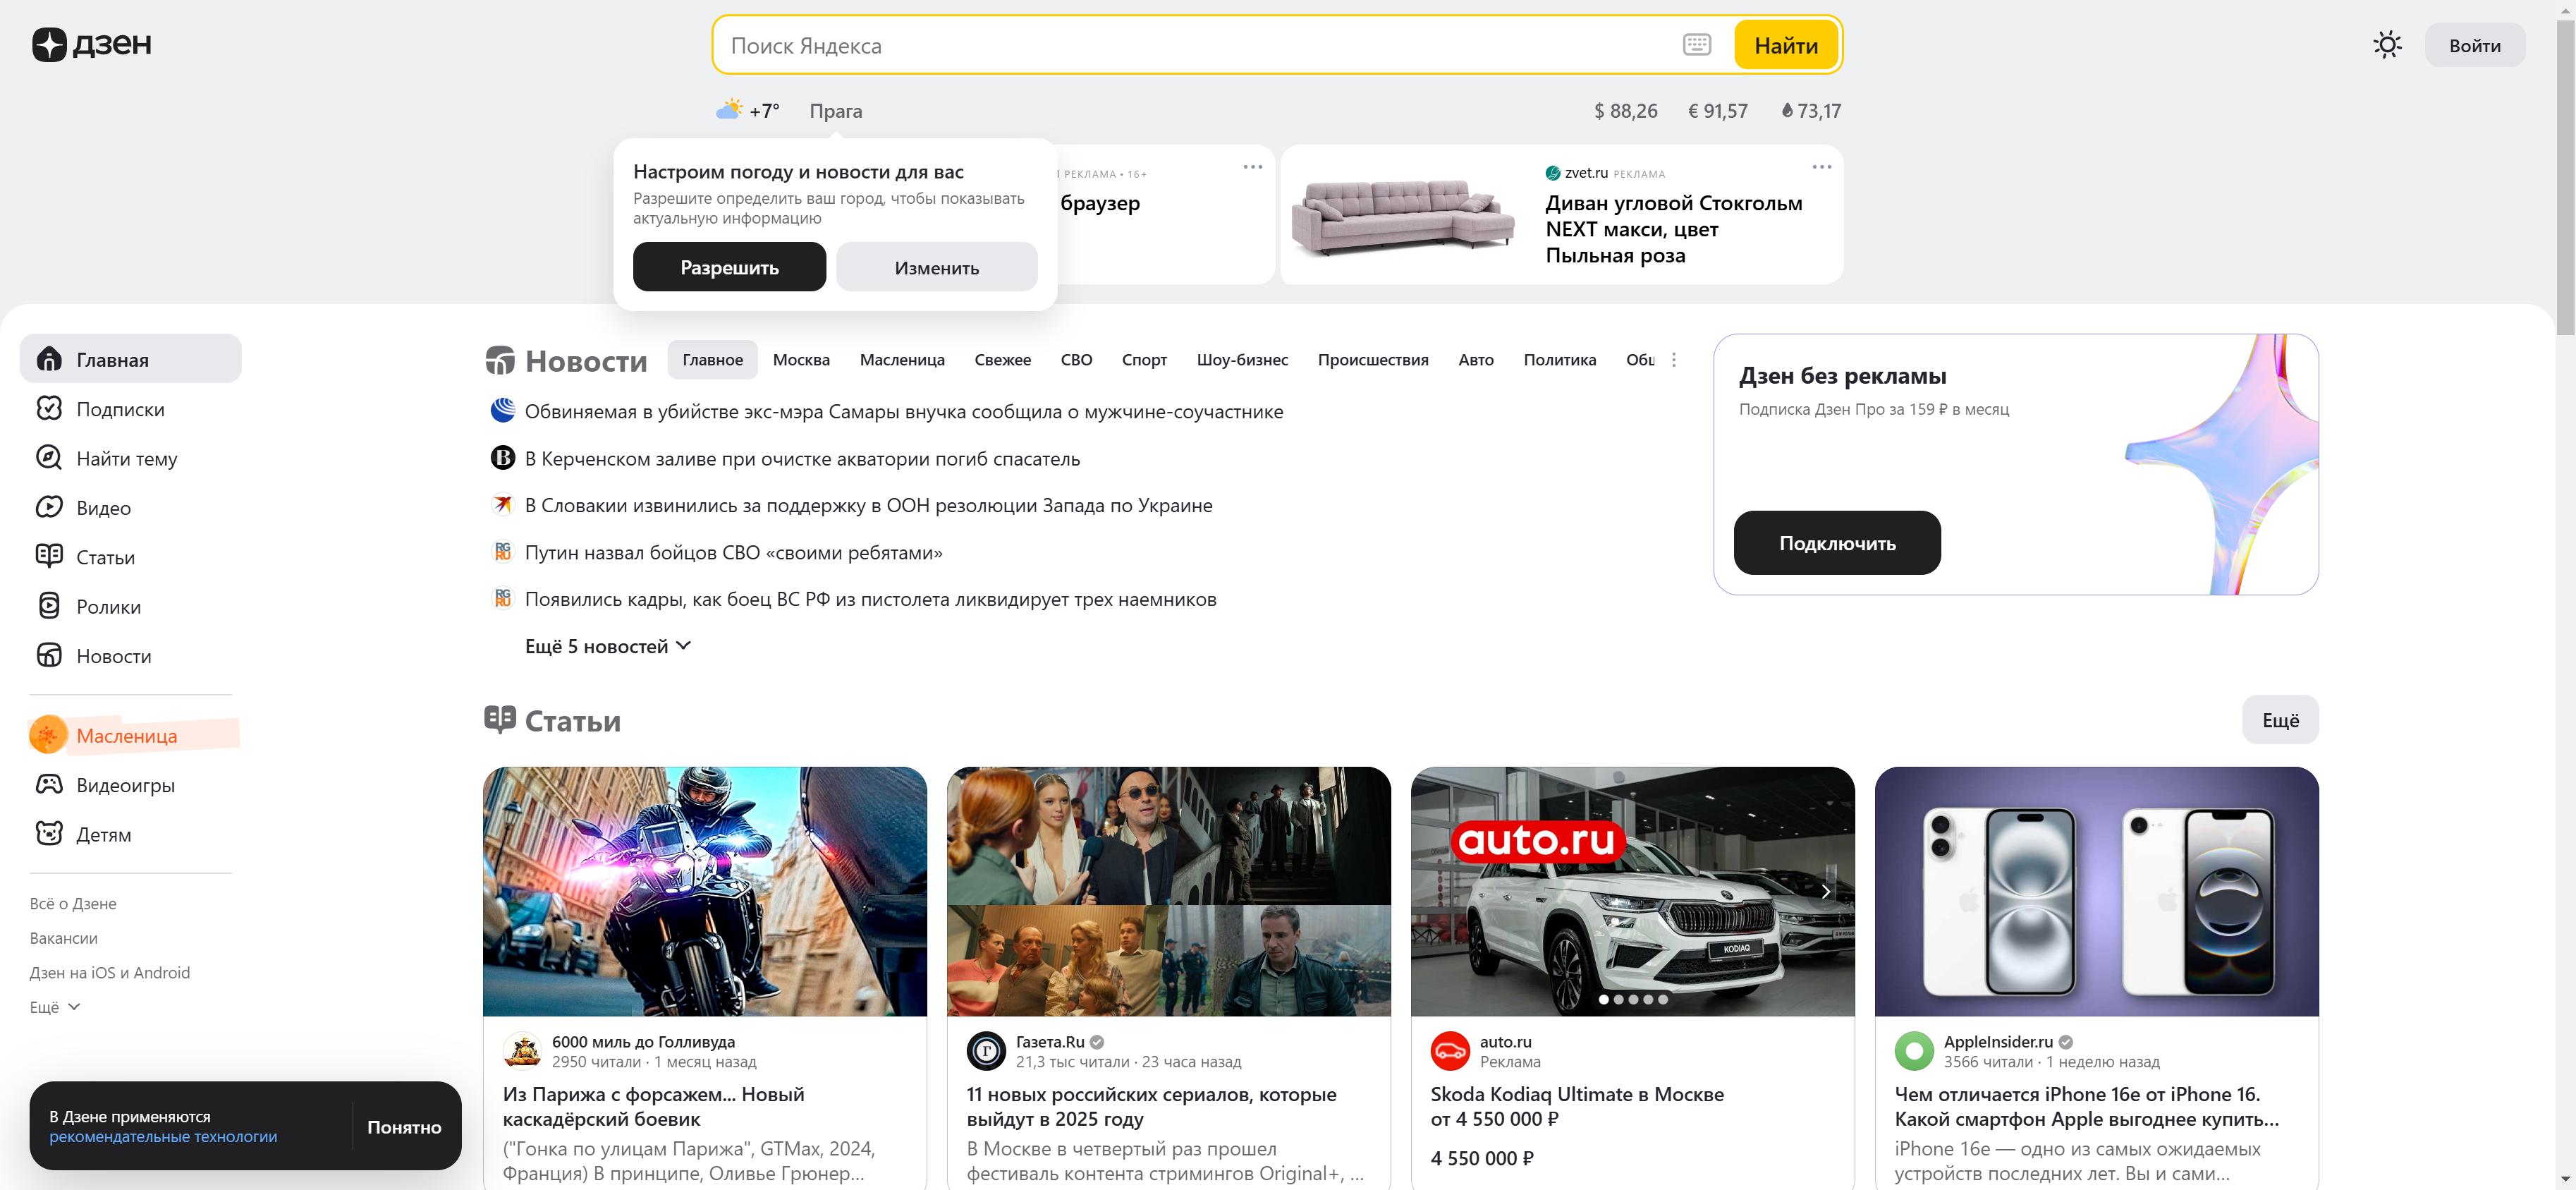 дзен
Поиск Яндекса
Найти
Войти
+7°
Прага
$ 88,26
€ 91,57
73,17
Настроим погоду и новости для вас
Разрешите определить ваш город, чтобы показывать
актуальную информацию
Разрешить
Изменить
РЕКЛАМА • 16+
браузер
zvet.ru РЕКЛАМА
Диван угловой Стокгольм
NEXT макси, цвет
Пыльная роза
Главная
Подписки
Найти тему
Видео
Статьи
Ролики
Новости
Масленица
Видеоигры
Детям
Всё о Дзене
Вакансии
Дзен на iOS и Android
Ещё
В Дзене применяются
рекомендательные технологии
Понятно
Новости
Главное
Москва
Масленица
Свежее
СВО
Спорт
Шоу-бизнес
Происшествия
Авто
Политика
Обвиняемая в убийстве экс-мэра Самары внучка сообщила о мужчине-соучастнике
В Керченском заливе при очистке акватории погиб спасатель
В Словакии извинились за поддержку в ООН резолюции Запада по Украине
Путин назвал бойцов СВО «своими ребятами»
Появились кадры, как боец ВС РФ из пистолета ликвидирует трех наемников
Ещё 5 новостей
Дзен без рекламы
Подписка Дзен Про за 159 ₽ в месяц
Подключить
Статьи
Ещё
6000 миль до Голливуда
2950 читали · 1 месяц назад
Из Парижа с форсажем... Новый
каскадёрский боевик
("Гонка по улицам Парижа", GTMax, 2024,
Франция) В принципе, Оливье Грюнер...
Газета.Ru
21,3 тыс читали · 23 часа назад
11 новых российских сериалов, которые
выйдут в 2025 году
В Москве в четвертый раз прошел
фестиваль контента стримингов Original+, ...
auto.ru
KODIAQ
auto.ru
Реклама
Skoda Kodiaq Ultimate в Москве
от 4 550 000 ₽
4 550 000 ₽
AppleInsider.ru
3566 читали · 1 неделю назад
Чем отличается iPhone 16e от iPhone 16.
Какой смартфон Apple выгоднее купить...
iPhone 16e — одно из самых ожидаемых
устройств последних лет. Вы и сами...